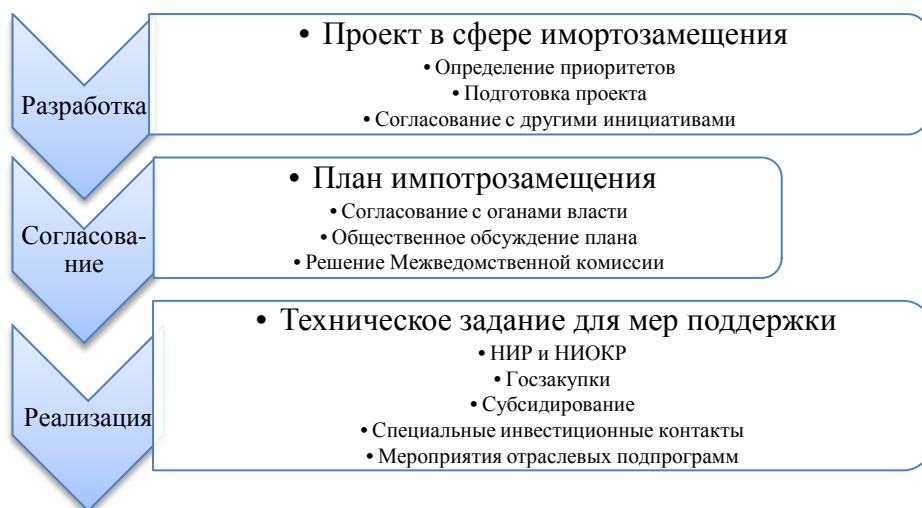 Разработка
• Проект в сфере имортозамещения
• Определение приоритетов
• Подготовка проекта
• Согласование с другими инициативами
Согласова-
ние
• План импотрозамещения
• Согласование с оганами власти
• Общественное обсуждение плана
• Решение Межведомственной комиссии
Реализация
• Техническое задание для мер поддержки
• НИР и НИОКР
• Госзакупки
• Субсидирование
• Специальные инвестиционные контакты
• Мероприятия отраслевых подпрограмм